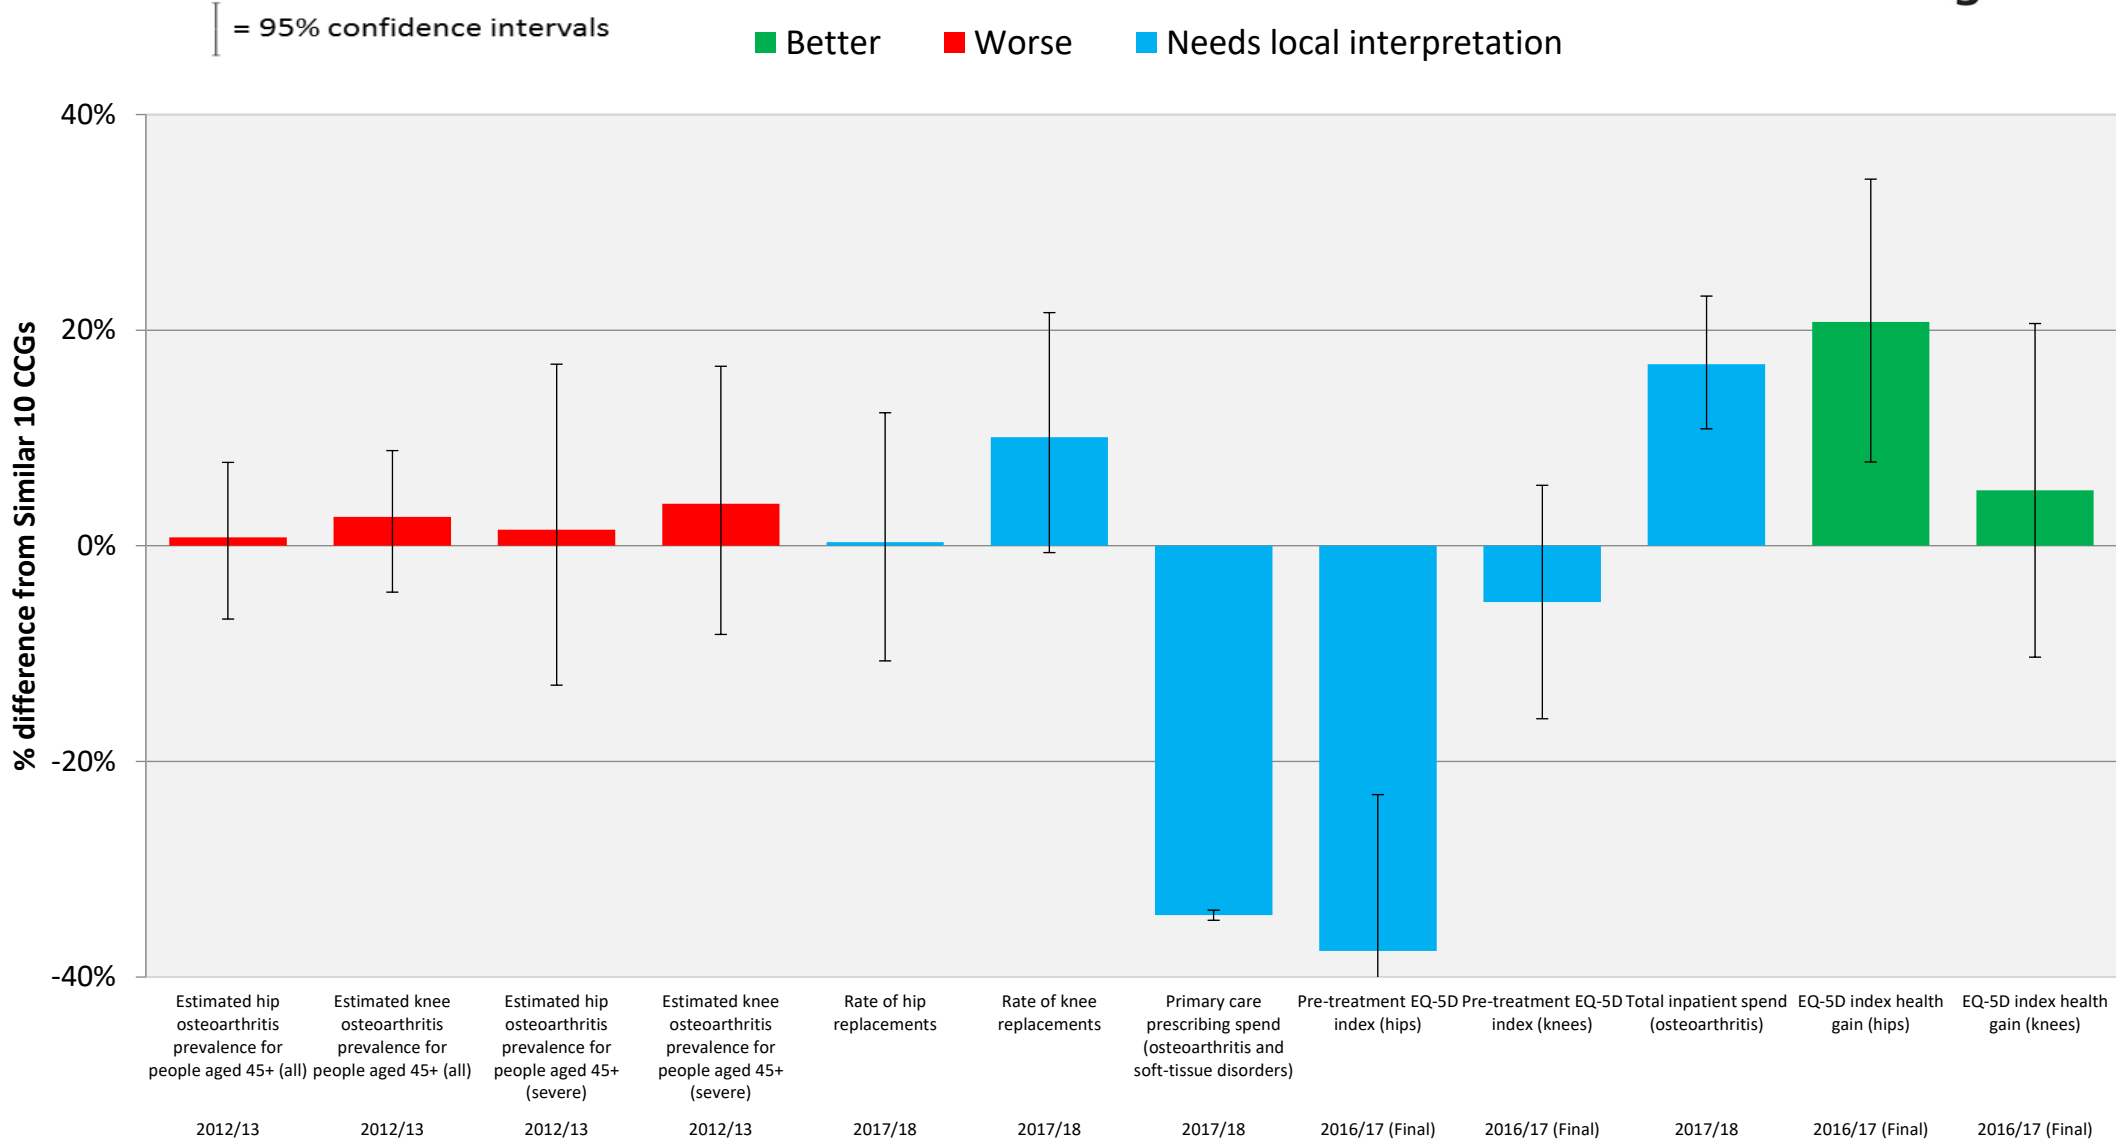 = 95% confidence intervals
Better
Worse
Needs local interpretation
% difference from Similar 10 CCGs
40%
20%
0%
-20%
-40%
Estimated hip
osteoarthritis
prevalence for
people aged 45+ (all)
2012/13
Estimated knee
osteoarthritis
prevalence for
people aged 45+ (all)
2012/13
Estimated hip
osteoarthritis
prevalence for
people aged 45+
(severe)
2012/13
Estimated knee
osteoarthritis
prevalence for
people aged 45+
(severe)
2012/13
Rate of hip
replacements
2017/18
Rate of knee
replacements
2017/18
Primary care
prescribing spend
(osteoarthritis and
soft-tissue disorders)
2017/18
Pre-treatment EQ-5D
index (hips)
2016/17 (Final)
Pre-treatment EQ-5D
index (knees)
2016/17 (Final)
Total inpatient spend
(osteoarthritis)
2017/18
EQ-5D index health
gain (hips)
2016/17 (Final)
EQ-5D index health
gain (knees)
2016/17 (Final)